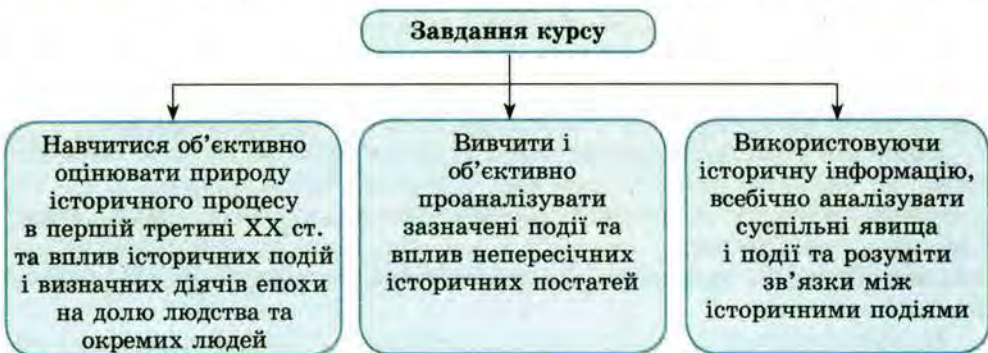 Завдання курсу
Навчитися об’єктивно
оцінювати природу
історичного процесу
в першій третині XX ст.
та вплив історичних подій
і визначних діячів епохи
на долю людства та
окремих людей
Вивчити і
об’єктивно
проаналізувати
зазначені події та
вплив непересічних
історичних постатей
Використовуючи
історичну інформацію,
всебічно аналізувати
суспільні явища
і події та розуміти
зв’язки між
історичними подіями